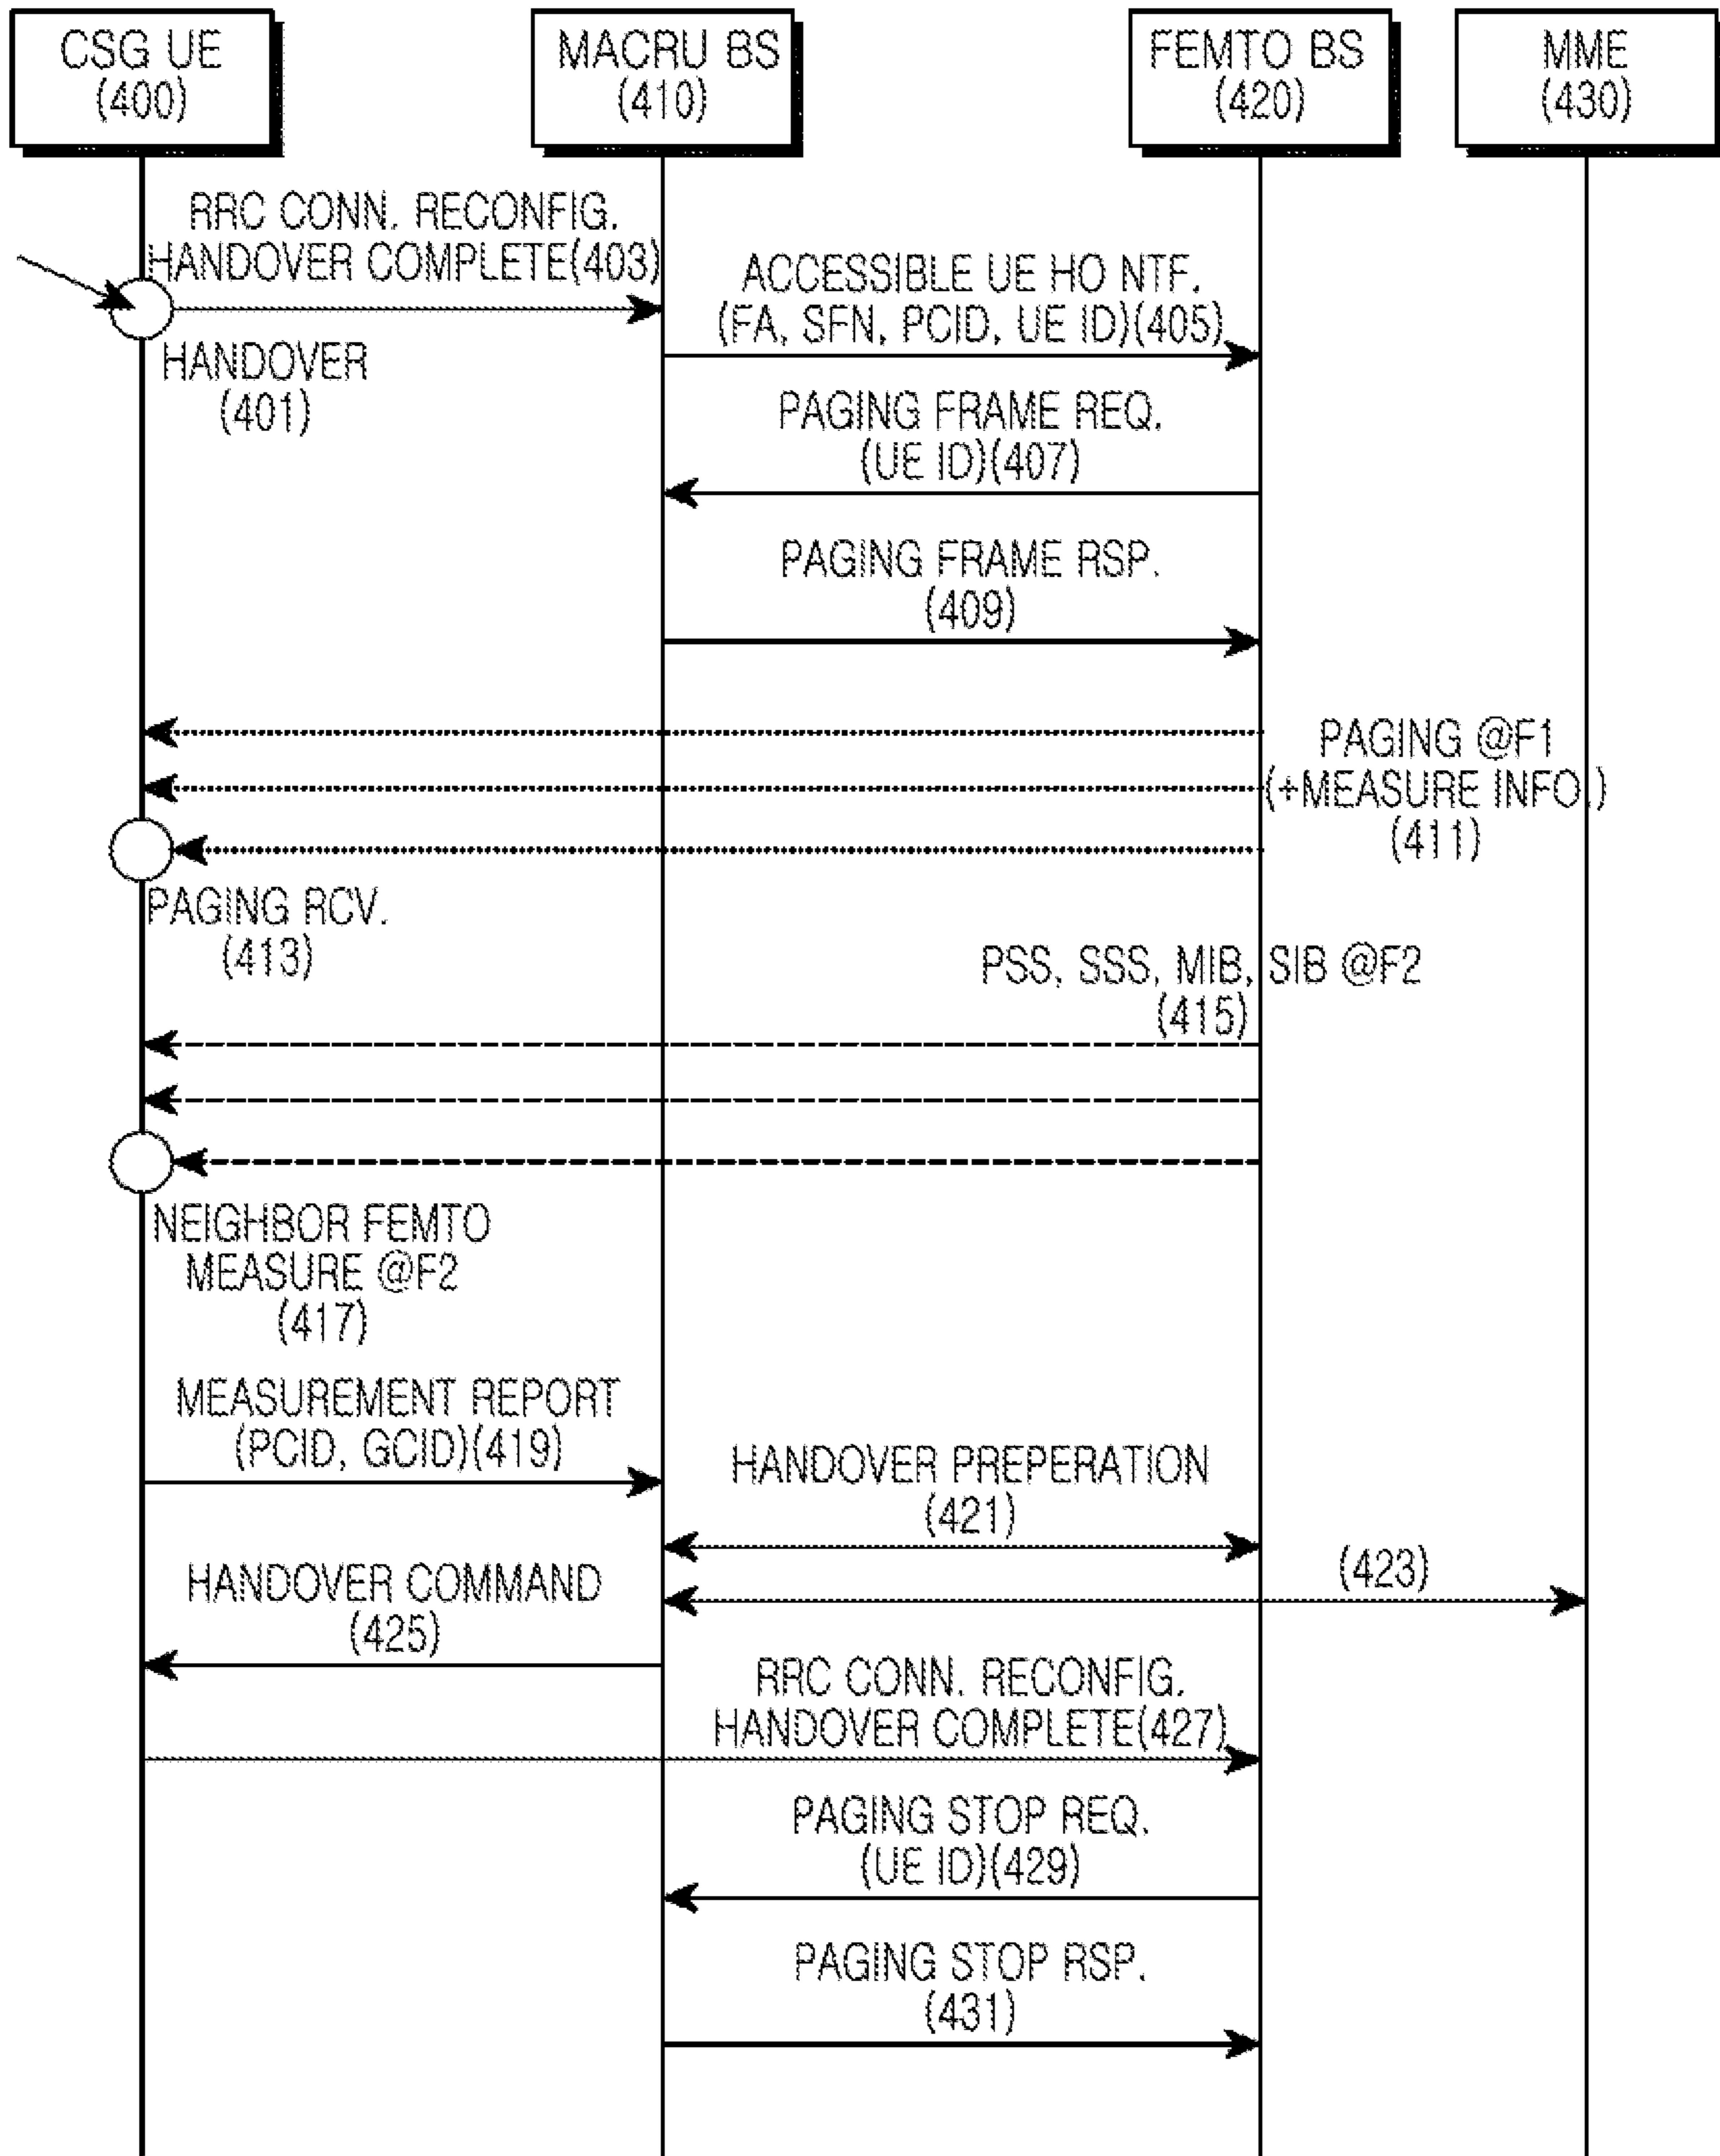 CSG UE
(400)
MACRU BS
(410)
FEMTO BS
(420)
MME
(430)
RRC CONN. RECONFIG.
HANDOVER COMPLETE(403)
HANDOVER
(401)
ACCESSIBLE UE HO NTF.
(FA, SFN, PCID, UE ID)(405)
PAGING FRAME REQ.
(UE ID)(407)
PAGING FRAME RSP.
(409)
PAGING @F1
(+MEASURE INFO.)
(411)
PAGING RCV.
(413)
PSS, SSS, MIB, SIB @F2
(415)
NEIGHBOR FEMTO
MEASURE @F2
(417)
MEASUREMENT REPORT
(PCID, GCID)(419)
HANDOVER PREPERATION
(421)
(423)
HANDOVER COMMAND
(425)
RRC CONN. RECONFIG.
HANDOVER COMPLETE(427)
PAGING STOP REQ.
(UE ID)(429)
PAGING STOP RSP.
(431)